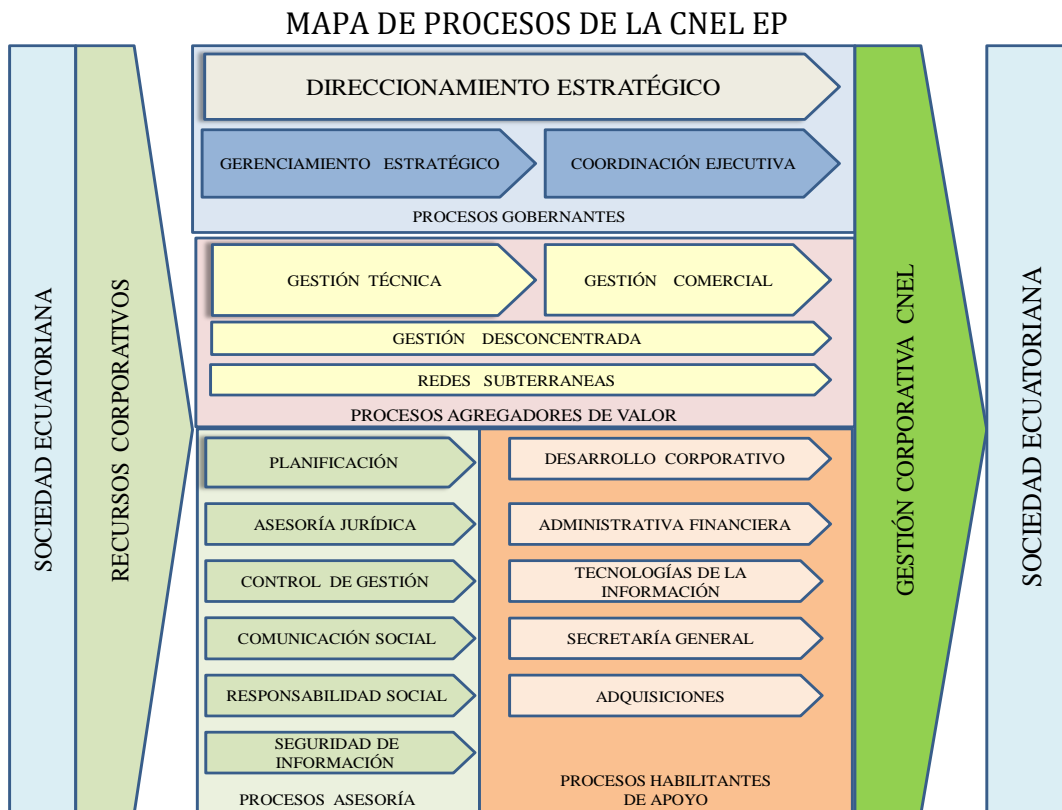 MAPA DE PROCESOS DE LA CNEL EP
SOCIEDAD ECUATORIANA
RECURSOS CORPORATIVOS
DIRECCIONAMIENTO ESTRATÉGICO
GERENCIAMIENTO ESTRATÉGICO
COORDINACIÓN EJECUTIVA
PROCESOS GOBERNANTES
GESTIÓN TÉCNICA
GESTIÓN COMERCIAL
GESTIÓN DESCONCENTRADA
REDES SUBTERRANEAS
PROCESOS AGREGADORES DE VALOR
PLANIFICACIÓN
ASESORÍA JURÍDICA
CONTROL DE GESTIÓN
COMUNICACIÓN SOCIAL
RESPONSABILIDAD SOCIAL
SEGURIDAD DE
INFORMACIÓN
PROCESOS ASESORÍA
DESARROLLO CORPORATIVO
ADMINISTRATIVA FINANCIERA
TECNOLOGÍAS DE LA
INFORMACIÓN
SECRETARÍA GENERAL
ADQUISICIONES
PROCESOS HABILITANTES
DE APOYO
GESTIÓN CORPORATIVA CNEL
SOCIEDAD ECUATORIANA